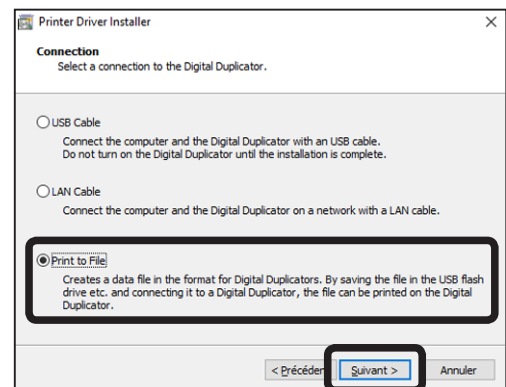 Printer Driver Installer
Connection
Select a connection to the Digital Duplicator.
USB Cable
Connect the computer and the Digital Duplicator with an USB cable.
Do not turn on the Digital Duplicator until the installation is complete.
LAN Cable
Connect the computer and the Digital Duplicator on a network with a LAN cable.
Print to File
Creates a data file in the format for Digital Duplicators. By saving the file in the USB flash
drive etc. and connecting it to a Digital Duplicator, the file can be printed on the Digital
Duplicator.
< Précéden Suivant > Annuler